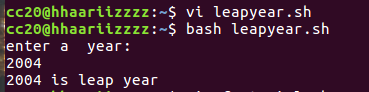 cc20@hhaariizzzz:~$ vi leapyear.sh
cc20@hhaariizzzz:~$ bash leapyear.sh
enter a  year:
2004
2004 is leap year